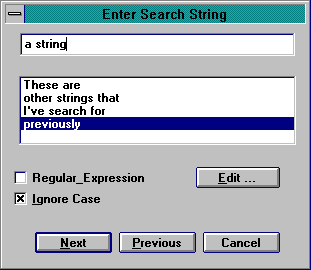 Enter Search String
a string
These are
other strings that
I've search for
previously
Regular_Expression
Edit ...
Ignore Case
Next
Previous
Cancel